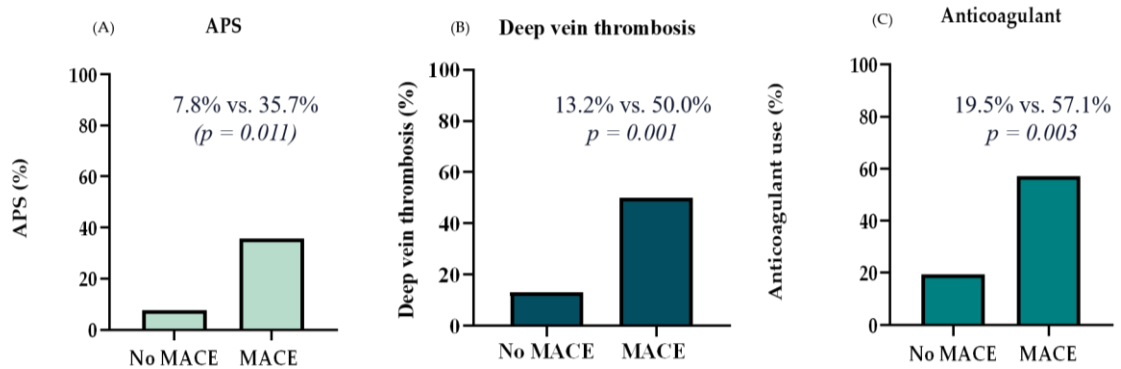 (A)
APS
APS (%)
100
80
60
40
20
0
7.8% vs. 35.7%
(p = 0.011)
No MACE
MACE
(B)
Deep vein thrombosis
Deep vein thrombosis (%)
100
80
60
40
20
0
13.2% vs. 50.0%
p = 0.001
No MACE
MACE
(C)
Anticoagulant
Anticoagulant use (%)
100
80
60
40
20
0
19.5% vs. 57.1%
p = 0.003
No MACE
MACE